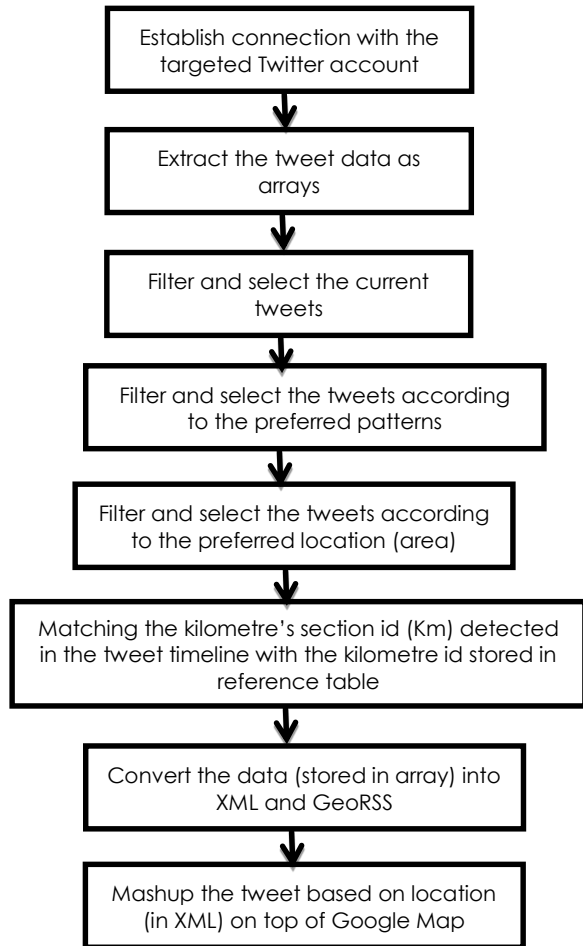 Establish connection with the
targeted Twitter account
Extract the tweet data as
arrays
Filter and select the current
tweets
Filter and select the tweets according
to the preferred patterns
Filter and select the tweets according
to the preferred location (area)
Matching the kilometre’s section id (Km) detected
in the tweet timeline with the kilometre id stored in
reference table
Convert the data (stored in array) into
XML and GeoRSS
Mashup the tweet based on location
(in XML) on top of Google Map